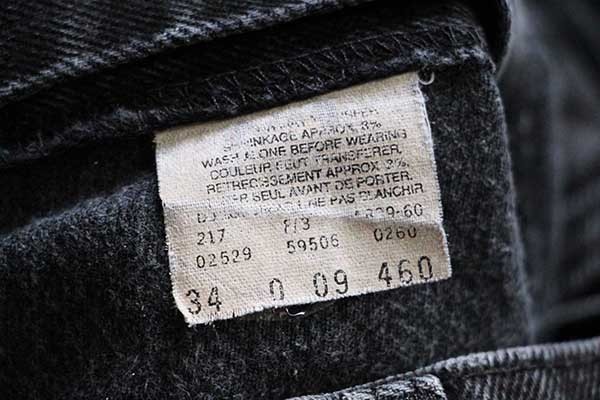 SHRINKAGE APPROX 3%
WASH ALONE BEFORE WEARING
COULEUR PEUT TRANSFERER.
RETRECISSEMENT APPROX 3%.
SEUL AVANT DE PORTER.
NE PAS BLANCHIR
217 F/3
02529 59506 0260
34 0 09 460